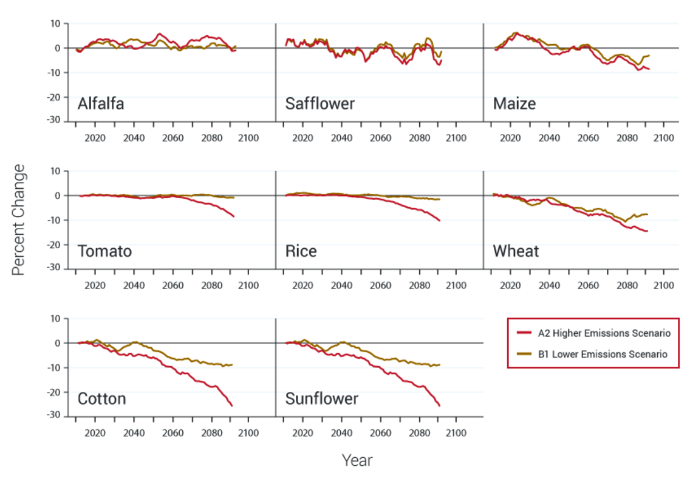 10
0
-10
-20
-30
Alfalfa
Safflower
Maize
2020 2040 2060 2080 2100
2020 2040 2060 2080 2100
2020 2040 2060 2080 2100
Percent Change
10
0
-10
-20
-30
Tomato
Rice
Wheat
2020 2040 2060 2080 2100
2020 2040 2060 2080 2100
2020 2040 2060 2080 2100
10
0
-10
-20
-30
Cotton
Sunflower
A2 Higher Emissions Scenario
B1 Lower Emissions Scenario
2020 2040 2060 2080 2100
2020 2040 2060 2080 2100
Year